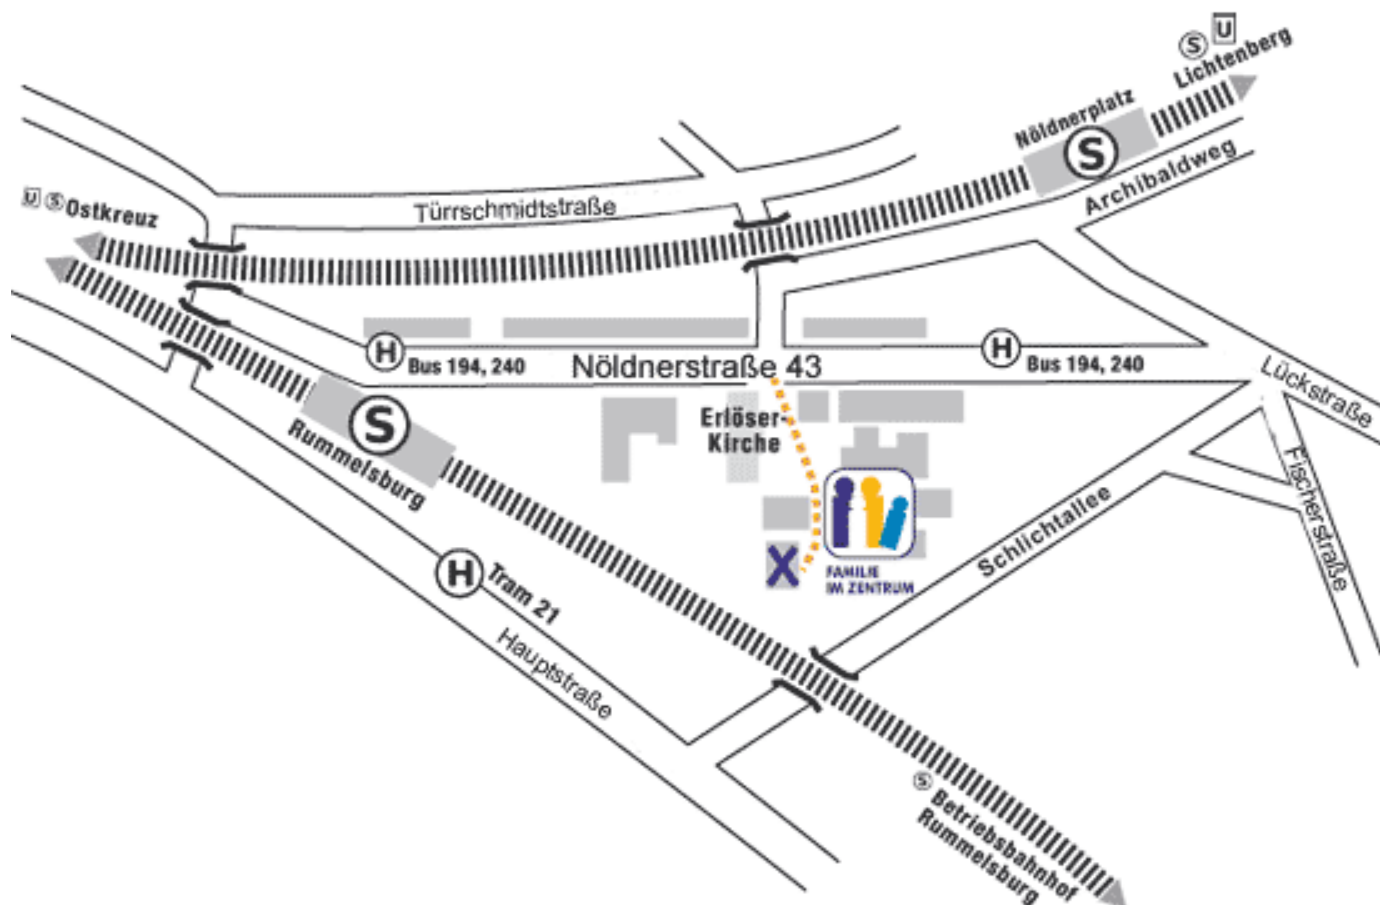 S U
Lichtenberg
Nöldnerplatz
S
Archibaldweg
U S Ostkreuz
Türrschmidtstraße
H
Bus 194, 240
Nöldnerstraße 43
H
Bus 194, 240
Lückstraße
Erlöser-
Kirche
S
Rummelsburg
Fischerstraße
Schlichtallee
X
FAMILIE
IM ZENTRUM
H Tram 21
Hauptstraße
S Betriebsbahnhof
Rummelsburg